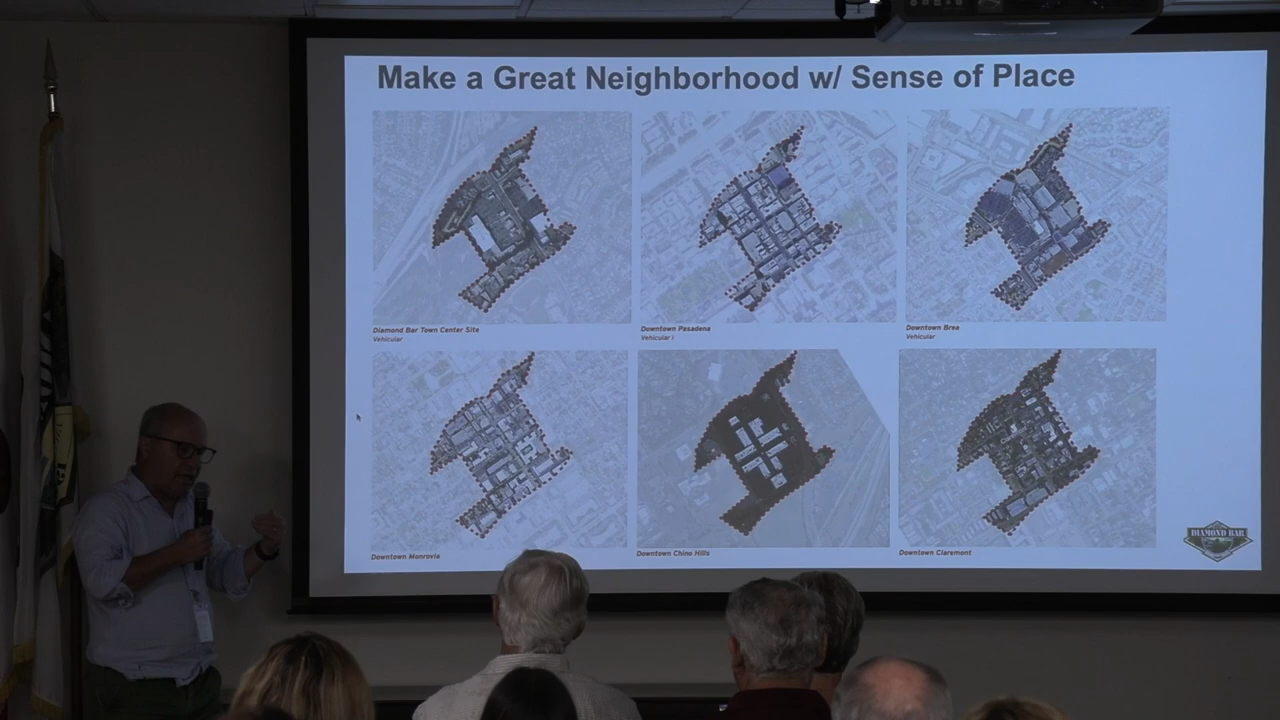 Make a Great Neighborhood w/ Sense of Place
Diamond Bar Town Center Site
Vehicular
Downtown Pasadena
Vehicular i
Downtown Brea
Vehicular
Downtown Monrovia
Downtown Chino Hills
Downtown Claremont
DIAMOND BAR